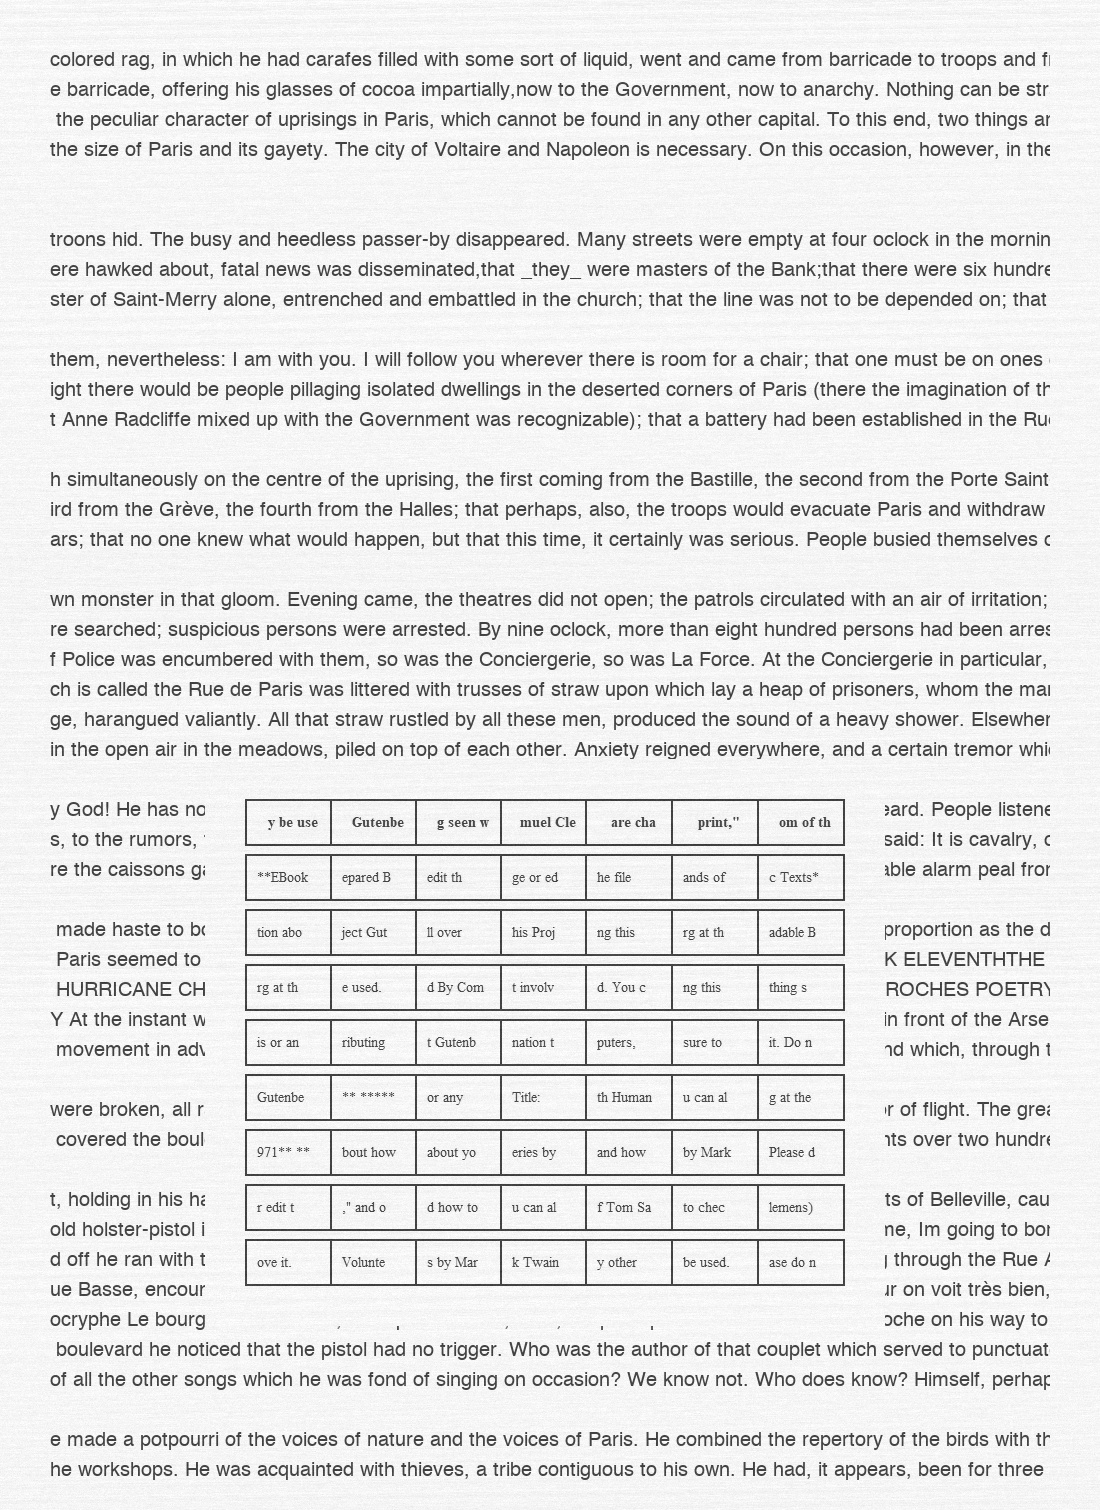 colored rag, in which he had carafes filled with some sort of liquid, went and came from barricade to troops and f
e barricade, offering his glasses of cocoa impartially,now to the Government, now to anarchy. Nothing can be str
the peculiar character of uprisings in Paris, which cannot be found in any other capital. To this end, two things ar
the size of Paris and its gayety. The city of Voltaire and Napoleon is necessary. On this occasion, however, in the
troons hid. The busy and heedless passer-by disappeared. Many streets were empty at four oclock in the mornin
ere hawked about, fatal news was disseminated,that _they_ were masters of the Bank;that there were six hundre
ster of Saint-Merry alone, entrenched and embattled in the church; that the line was not to be depended on; that
them, nevertheless: I am with you. I will follow you wherever there is room for a chair; that one must be on ones
ight there would be people pillaging isolated dwellings in the deserted corners of Paris (there the imagination of th
t Anne Radcliffe mixed up with the Government was recognizable); that a battery had been established in the Rue
h simultaneously on the centre of the uprising, the first coming from the Bastille, the second from the Porte Saint
ird from the Grève, the fourth from the Halles; that perhaps, also, the troops would evacuate Paris and withdraw
ars; that no one knew what would happen, but that this time, it certainly was serious. People busied themselves
wn monster in that gloom. Evening came, the theatres did not open; the patrols circulated with an air of irritation;
re searched; suspicious persons were arrested. By nine oclock, more than eight hundred persons had been arres
f Police was encumbered with them, so was the Conciergerie, so was La Force. At the Conciergerie in particular,
ch is called the Rue de Paris was littered with trusses of straw upon which lay a heap of prisoners, whom the man
ge, harangued valiantly. All that straw rustled by all these men, produced the sound of a heavy shower. Elsewher
in the open air in the meadows, piled on top of each other. Anxiety reigned everywhere, and a certain tremor whi
y God! He has no eard. People listene
s, to the rumors, said: It is cavalry,
re the caissons ga able alarm peal from
made haste to bo proportion as the d
Paris seemed to K ELEVENTHTHE
HURRICANE CH ROCHES POETRY
Y At the instant w in front of the Arse
movement in adv nd which, through t
were broken, all r or of flight. The grea
covered the boul nts over two hundre
t, holding in his ha ts of Belleville, cau
old holster-pistol i me, Im going to bor
d off he ran with t through the Rue A
ue Basse, encour ur on voit très bien,
ocryphe Le bourg oche on his way to
y be use Gutenbe g seen w muel Cle are cha print," om of th
**EBook epared B edit th ge or ed he file ands of c Texts*
tion abo ject Gut ll over his Proj ng this rg at th adable B
rg at th e used. d By Com t involv d. You c ng this thing s
is or an ributing t Gutenb nation t puters, sure to it. Do n
Gutenbe ** ***** or any Title: th Human u can al g at the
971** ** bout how about yo eries by and how by Mark Please d
r edit t ," and o d how to u can al f Tom Sa to chec lemens)
ove it. Volunte s by Mar k Twain y other be used. ase do n
boulevard he noticed that the pistol had no trigger. Who was the author of that couplet which served to punctuat
of all the other songs which he was fond of singing on occasion? We know not. Who does know? Himself, perhap
e made a potpourri of the voices of nature and the voices of Paris. He combined the repertory of the birds with th
he workshops. He was acquainted with thieves, a tribe contiguous to his own. He had, it appears, been for three